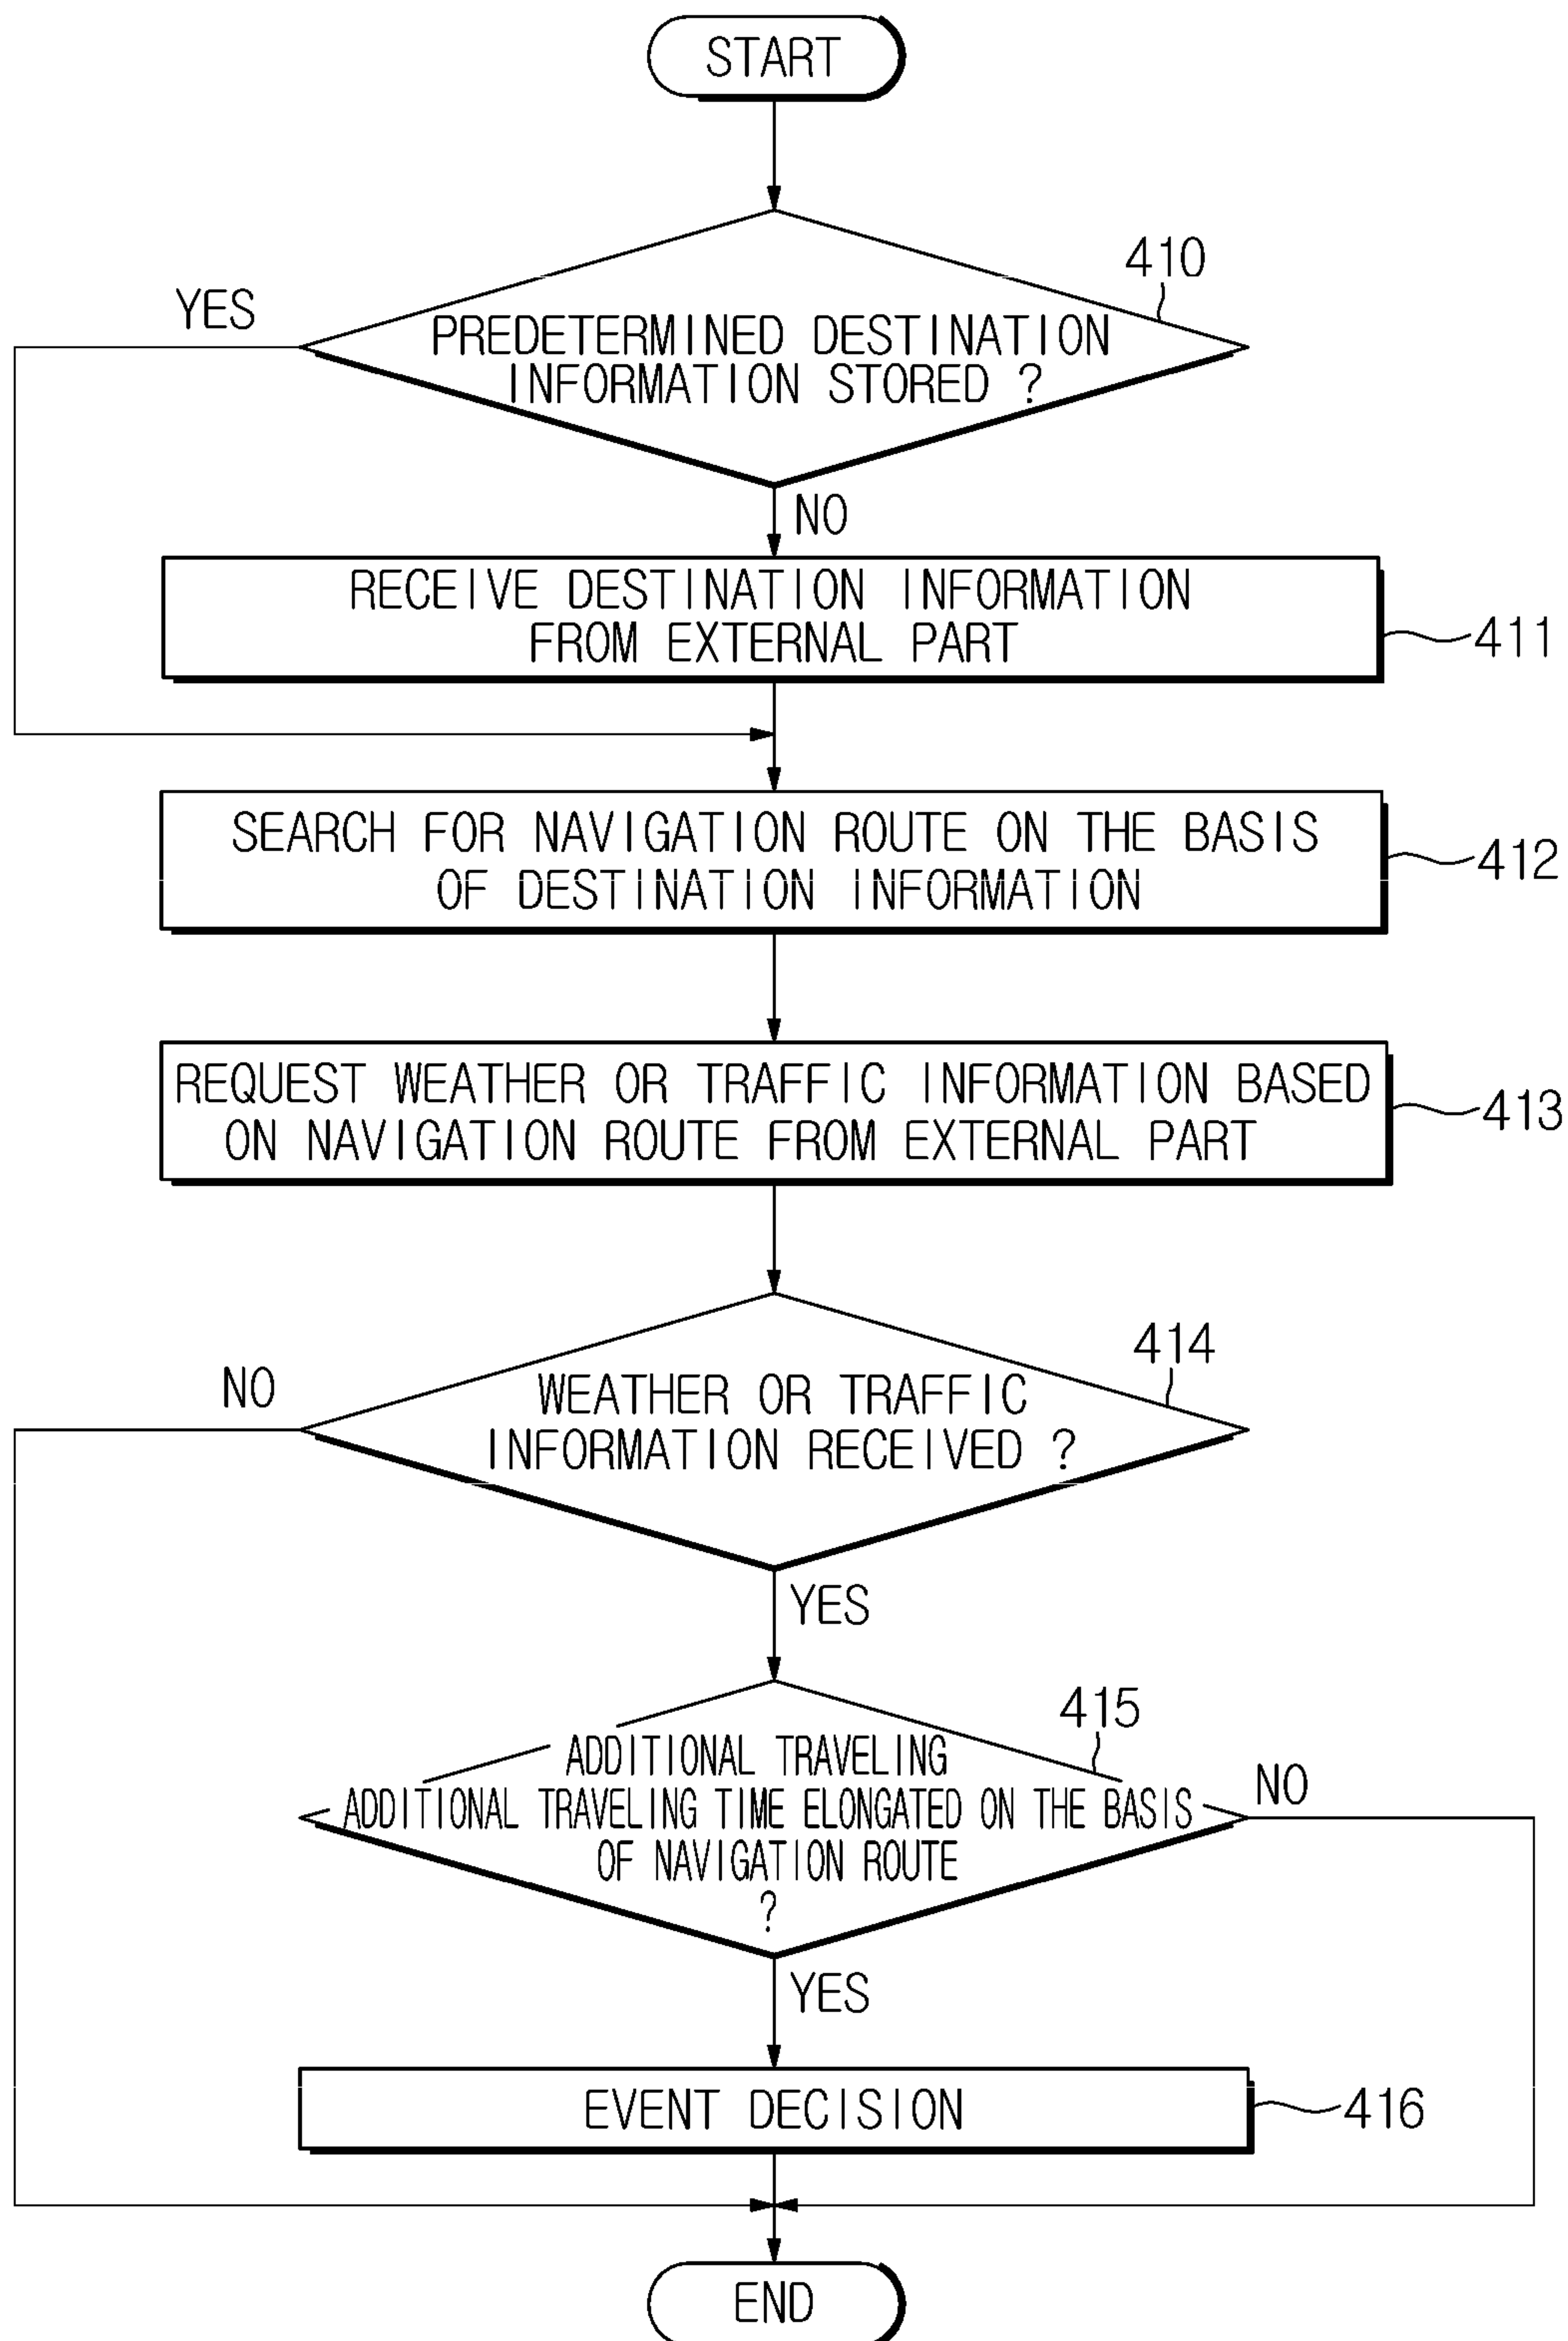 START
410
YES
PREDETERMINED DESTINATION
INFORMATION STORED ?
NO
RECEIVE DESTINATION INFORMATION
FROM EXTERNAL PART
411
SEARCH FOR NAVIGATION ROUTE ON THE BASIS
OF DESTINATION INFORMATION
412
REQUEST WEATHER OR TRAFFIC INFORMATION BASED
ON NAVIGATION ROUTE FROM EXTERNAL PART
413
414
NO
WEATHER OR TRAFFIC
INFORMATION RECEIVED ?
YES
415
ADDITIONAL TRAVELING
ADDITIONAL TRAVELING TIME ELONGATED ON THE BASIS
OF NAVIGATION ROUTE
?
NO
YES
EVENT DECISION
416
END